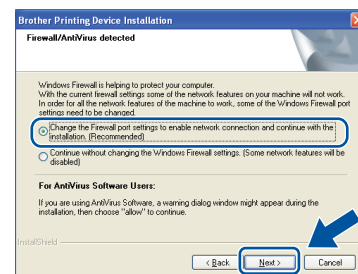 Brother Printing Device Installation
Firewall/AntiVirus detected
Windows Firewall is helping to protect your computer.
With the current firewall settings some of the network features on your machine will not work.
In order for all the network features of the machine to work, some of the Windows Firewall port
settings need to be changed.
Change the Firewall port settings to enable network connection and continue with the
installation. (Recommended)
Continue without changing the Windows Firewall settings. (Some network features will be
disabled)
For AntiVirus Software Users:
If you are using AntiVirus Software, a warning dialog window might appear during the
installation, then choose "allow" to continue.
InstallShield
< Back
Next >
Cancel